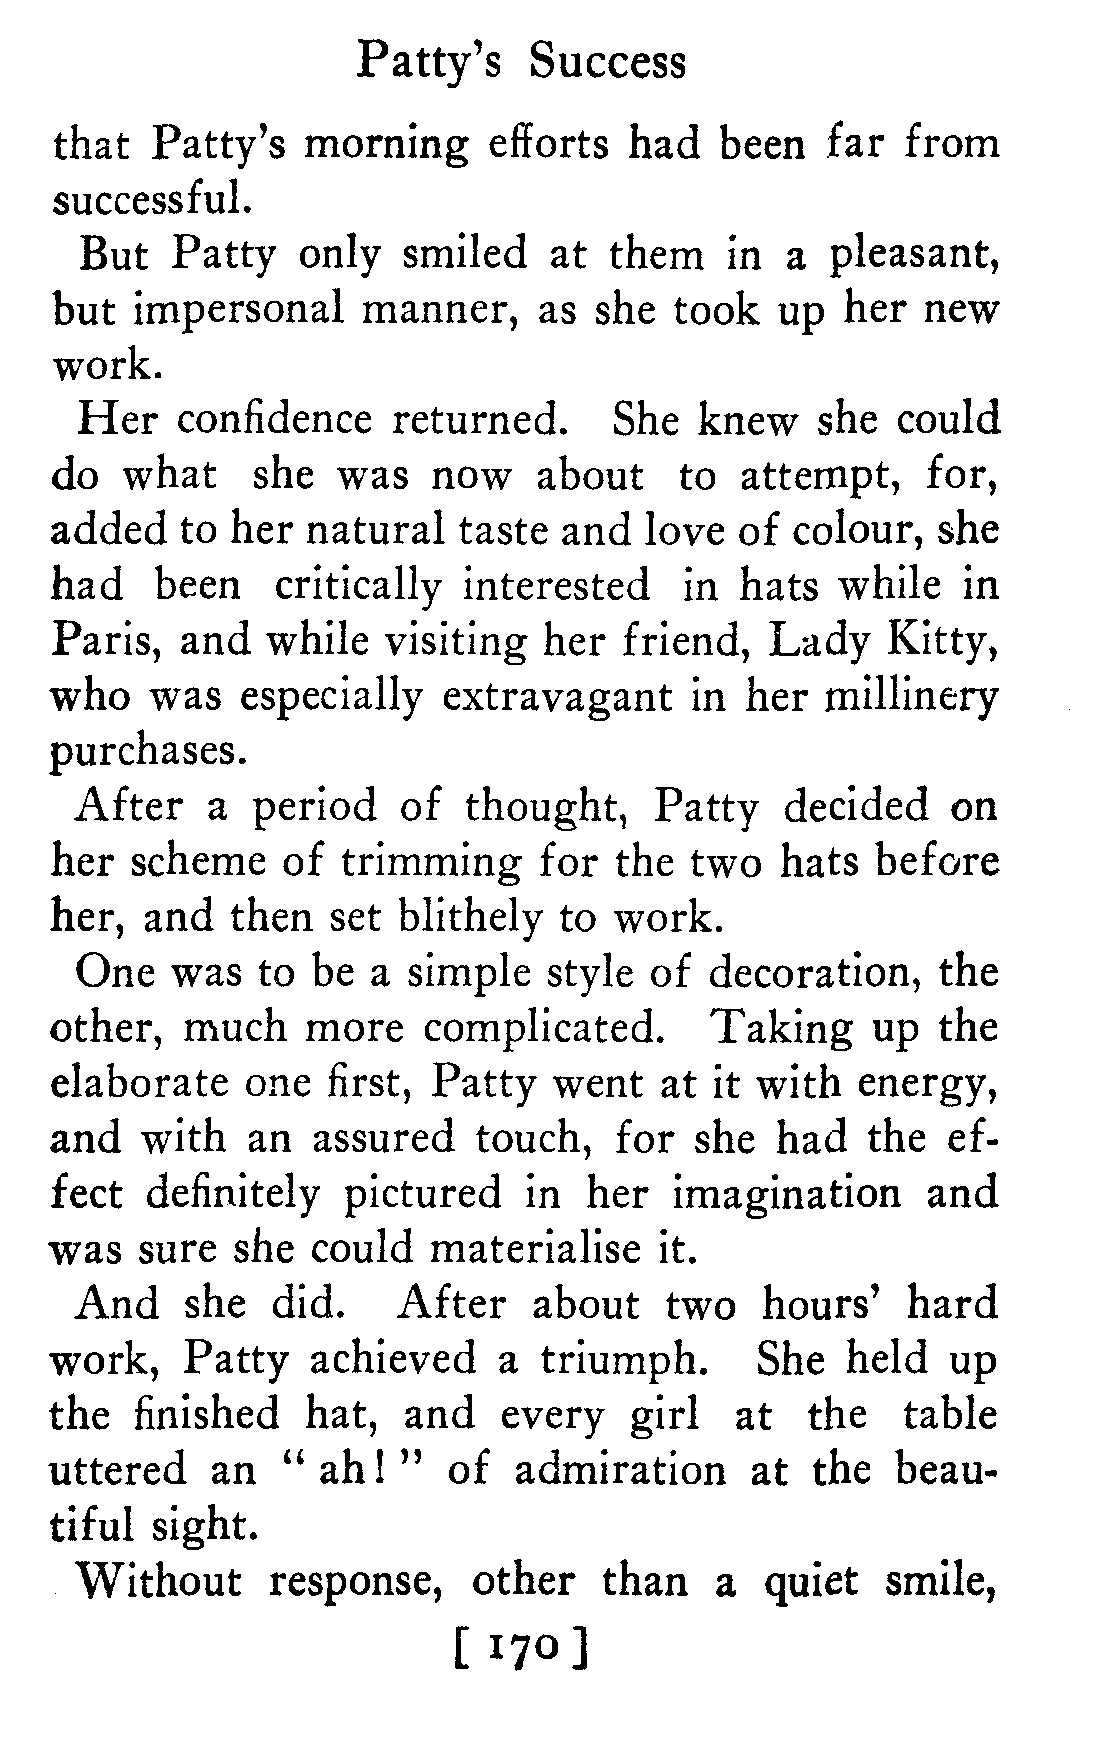 Patty's Success
that Patty's morning efforts had been far from
successful.
But Patty only smiled at them in a pleasant,
but impersonal manner, as she took up her new
work.
Her confidence returned. She knew she could
do what she was now about to attempt, for,
added to her natural taste and love of colour, she
had been critically interested in hats while in
Paris, and while visiting her friend, Lady Kitty,
who was especially extravagant in her millinery
purchases.
After a period of thought, Patty decided on
her scheme of trimming for the two hats before
her, and then set blithely to work.
One was to be a simple style of decoration, the
other, much more complicated. Taking up the
elaborate one first, Patty went at it with energy,
and with an assured touch, for she had the ef-
fect definitely pictured in her imagination and
was sure she could materialise it.
And she did. After about two hours' hard
work, Patty achieved a triumph. She held up
the finished hat, and every girl at the table
uttered an " ah! " of admiration at the beau-
tiful sight.
Without response, other than a quiet smile,
[ 170 ]